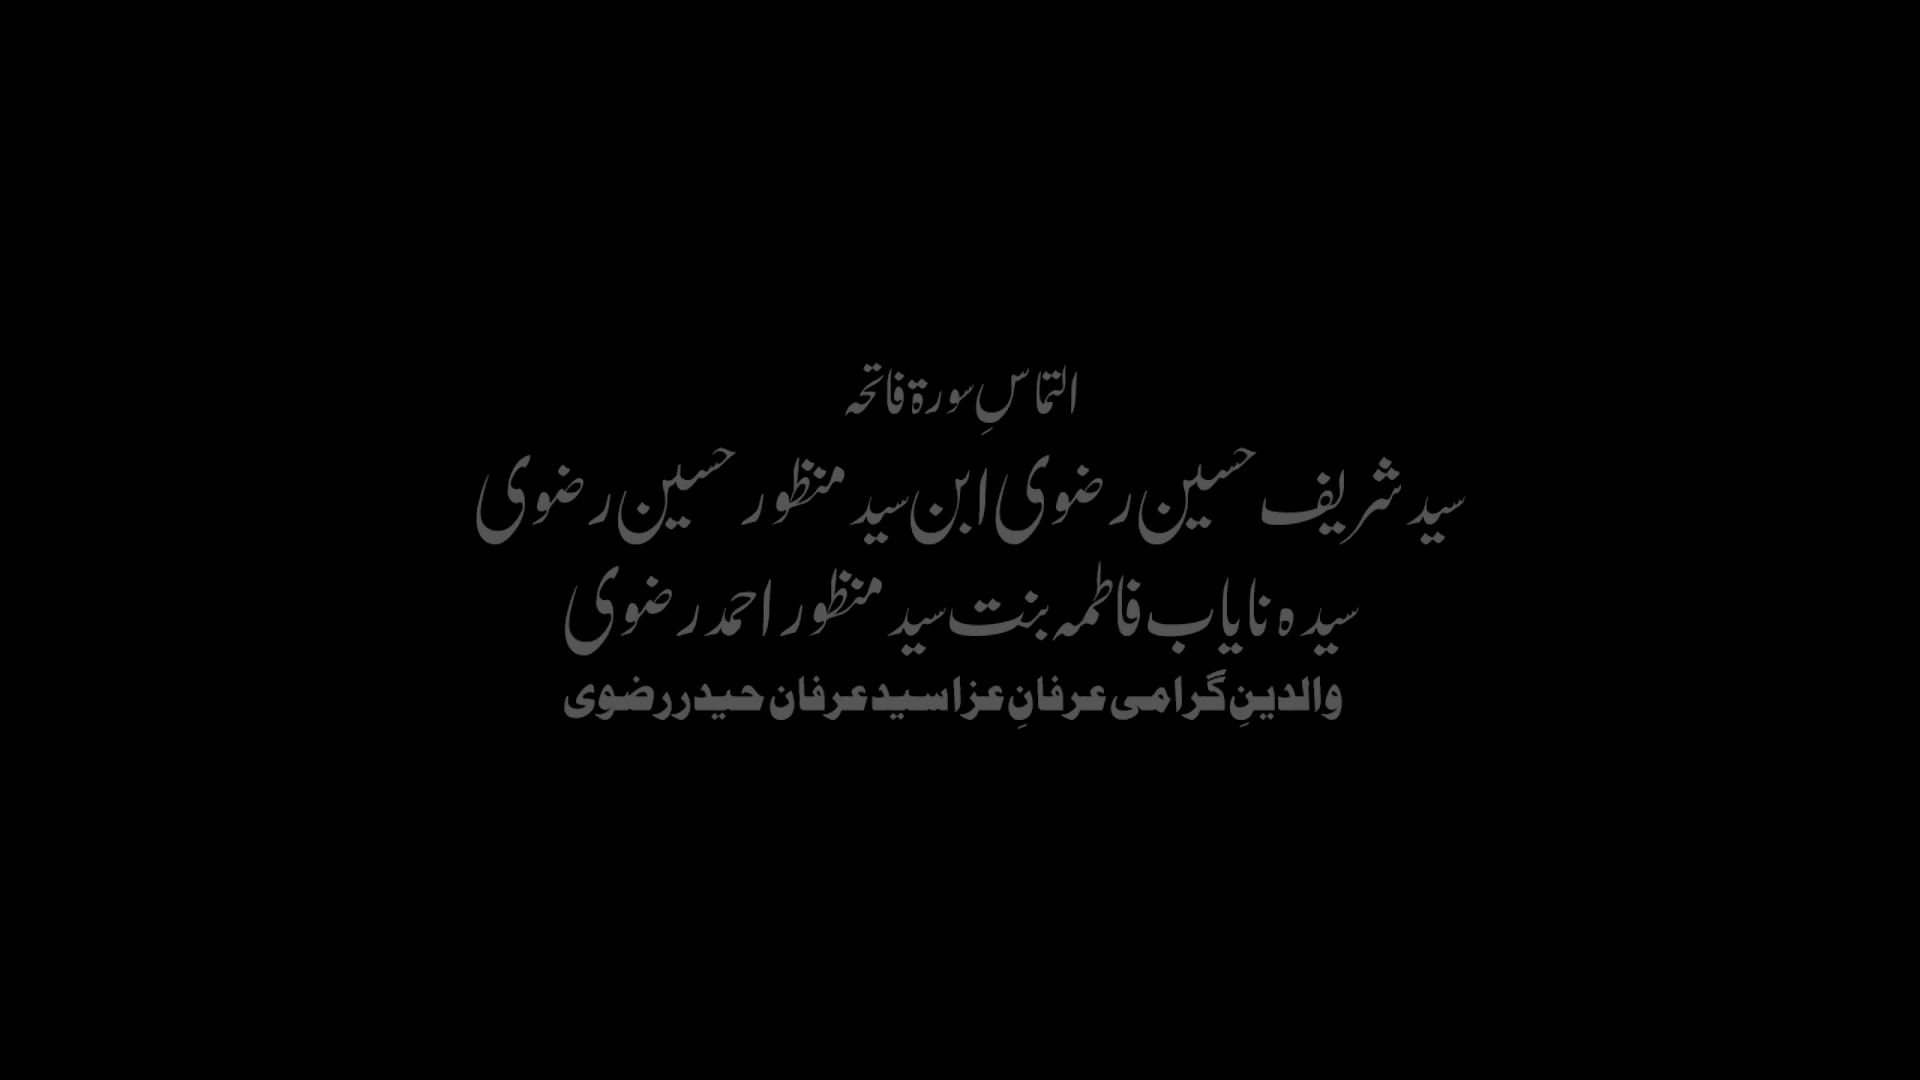 التماسِ سورۃ فاتحہ
سید شریف حسین رضوی ابن سید منظور حسین رضوی
سیدہ نایاب فاطمہ بنت سید منظور احمد رضوی
والدینِ گرامی عرفانِ عزا سید عرفان حیدر رضوی